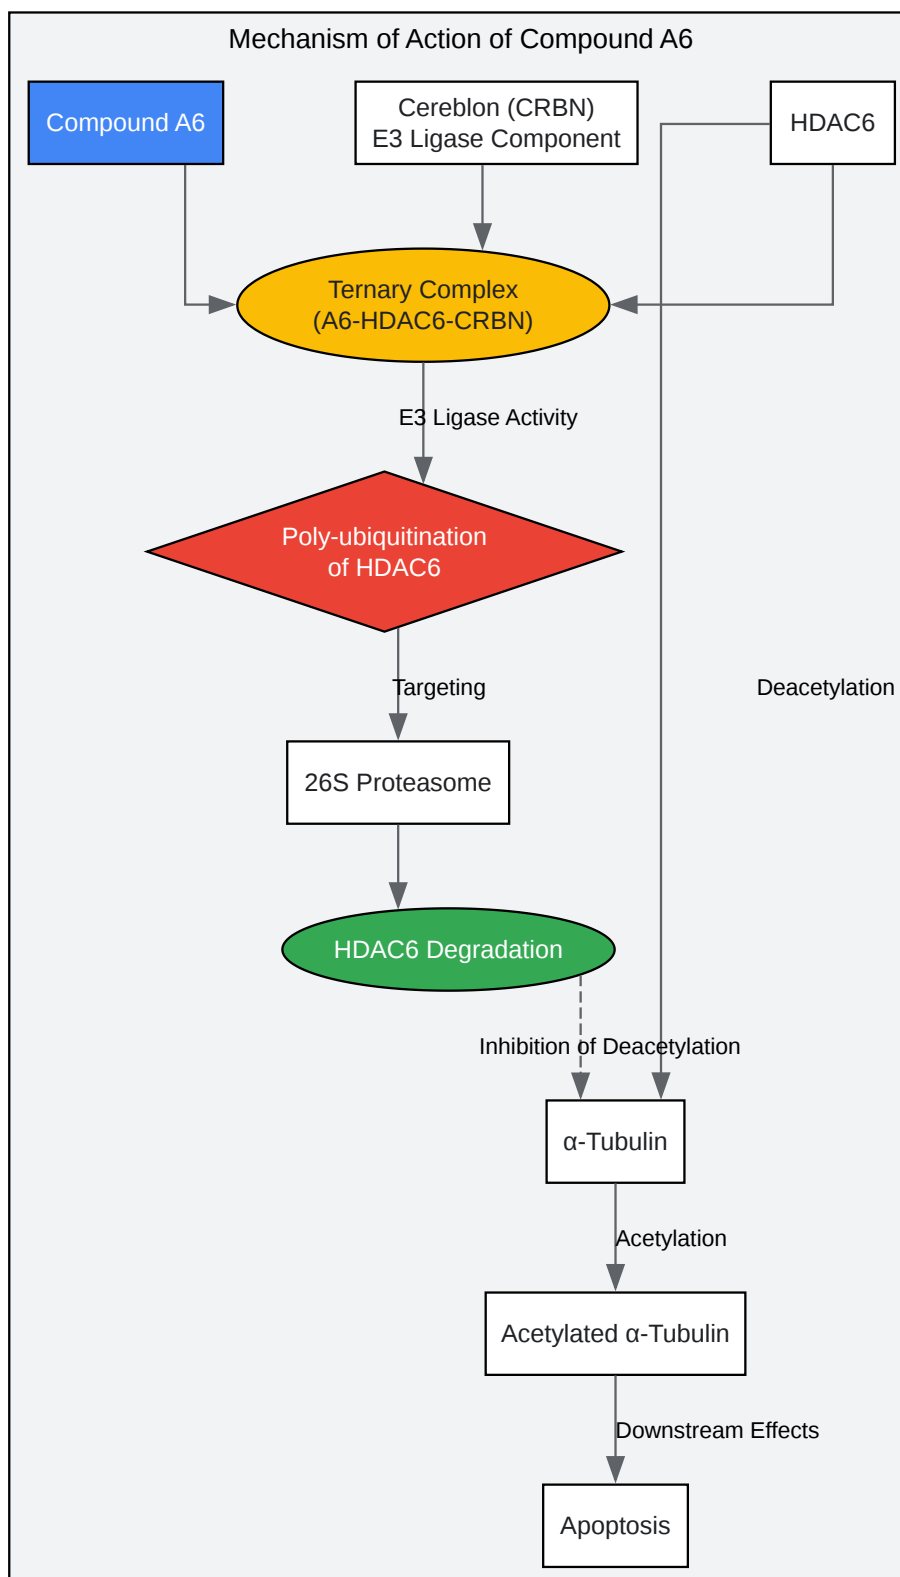 Mechanism of Action of Compound A6
Compound A6
Cereblon (CRBN)
E3 Ligase Component
HDAC6
Ternary Complex
(A6-HDAC6-CRBN)
E3 Ligase Activity
Poly-ubiquitination
of HDAC6
Targeting
Deacetylation
26S Proteasome
HDAC6 Degradation
Inhibition of Deacetylation
α-Tubulin
Acetylation
Acetylated α-Tubulin
Downstream Effects
Apoptosis